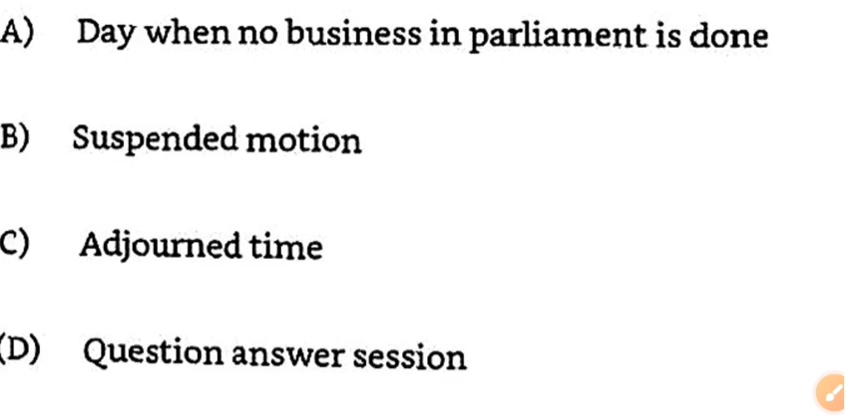 A) Day when no business in parliament is done
B) Suspended motion
C) Adjourned time
(D) Question answer session